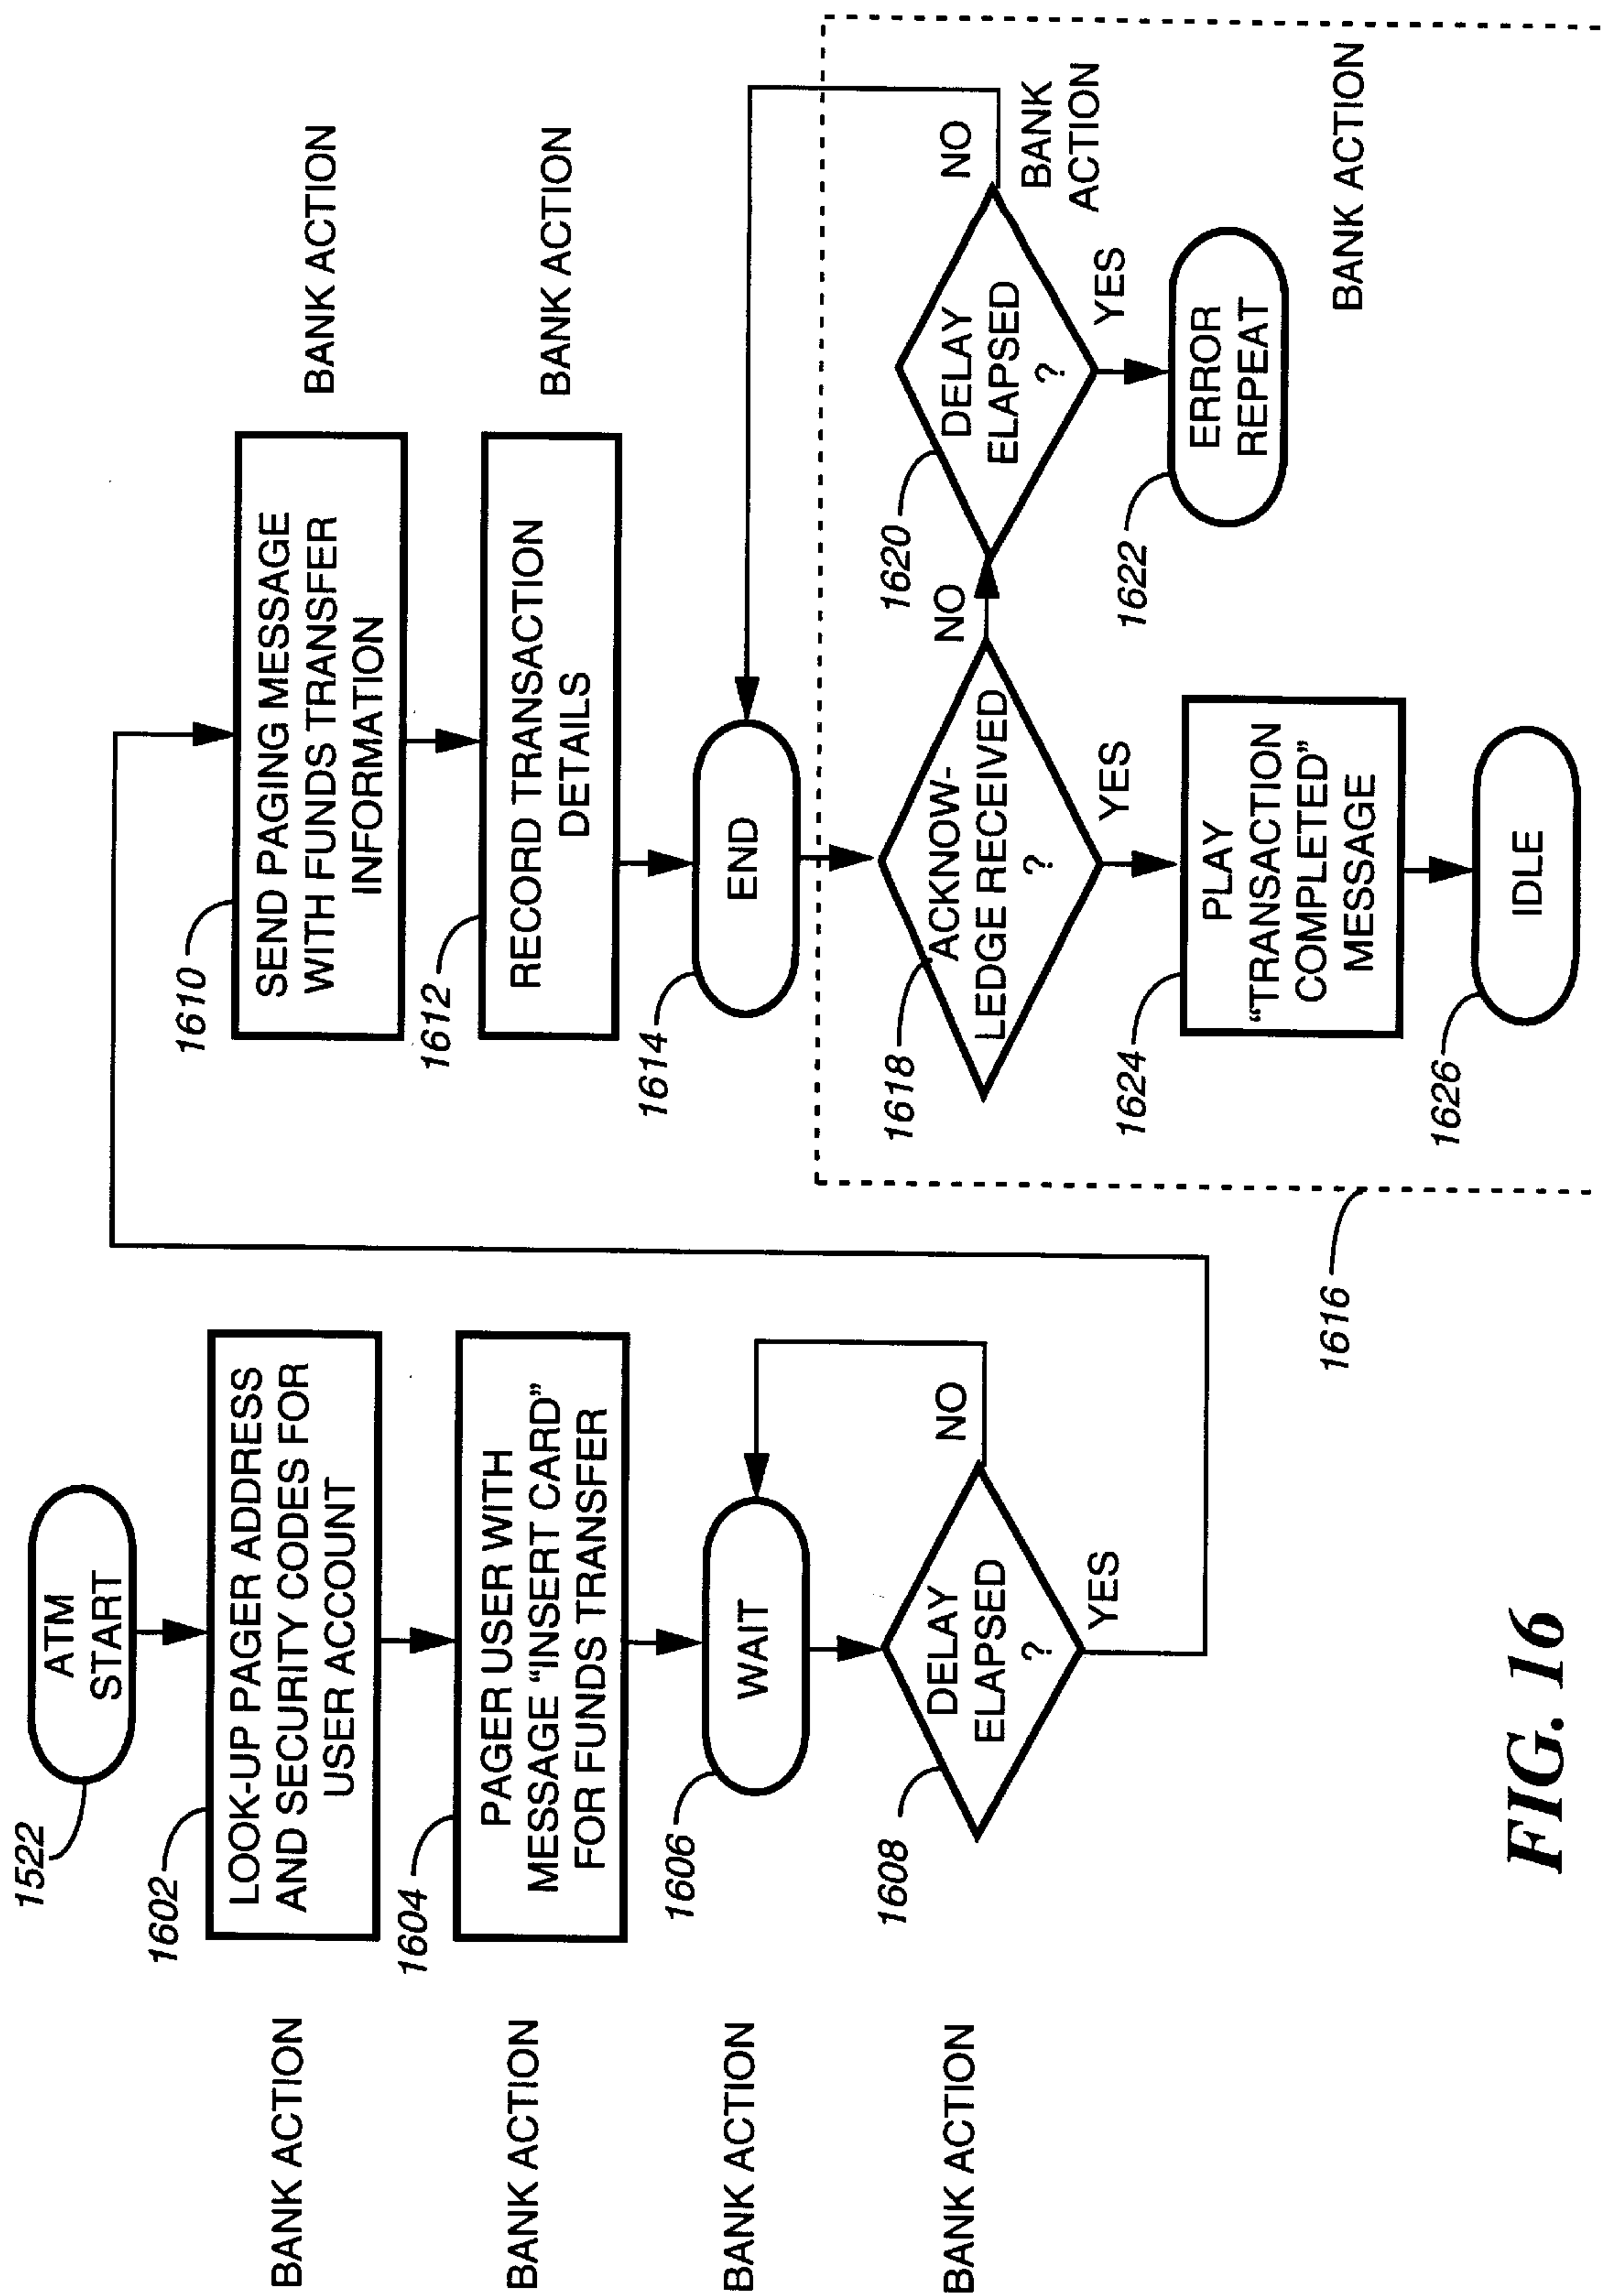 1522
ATM
START
1602
LOOK-UP PAGER ADDRESS
AND SECURITY CODES FOR
USER ACCOUNT
BANK ACTION
1604
PAGER USER WITH
MESSAGE “INSERT CARD”
FOR FUNDS TRANSFER
BANK ACTION
1606
WAIT
BANK ACTION
1608
DELAY
ELAPSED
?
NO
YES
BANK ACTION
1610
SEND PAGING MESSAGE
WITH FUNDS TRANSFER
INFORMATION
BANK ACTION
1612
RECORD TRANSACTION
DETAILS
BANK ACTION
1614
END
1616
1618
ACKNOW-
LEDGE RECEIVED
?
NO
YES
1620
DELAY
ELAPSED
?
NO
YES
BANK
ACTION
1622
ERROR
REPEAT
1624
PLAY
“TRANSACTION
COMPLETED”
MESSAGE
BANK ACTION
1626
IDLE
FIG. 16